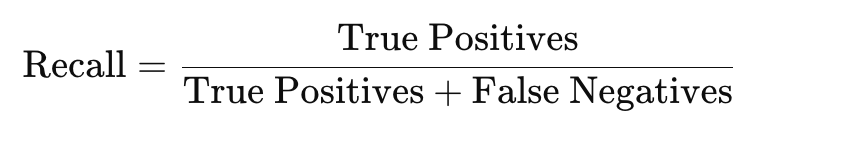 Recall = True Positives / True Positives + False Negatives